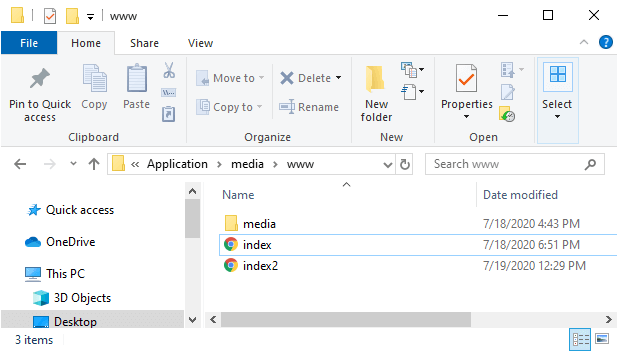 www
File Home Share View
Pin to Quick access
Copy
Paste
Clipboard
Move to
Copy to
Delete
Rename
Organize
New folder
New
Properties
Open
Select
« Application › media › www
Search www
Name Date modified
Quick access
OneDrive
This PC
3D Objects
Desktop
media 7/18/2020 4:43 PM
index 7/18/2020 6:51 PM
index2 7/19/2020 12:29 PM
3 items